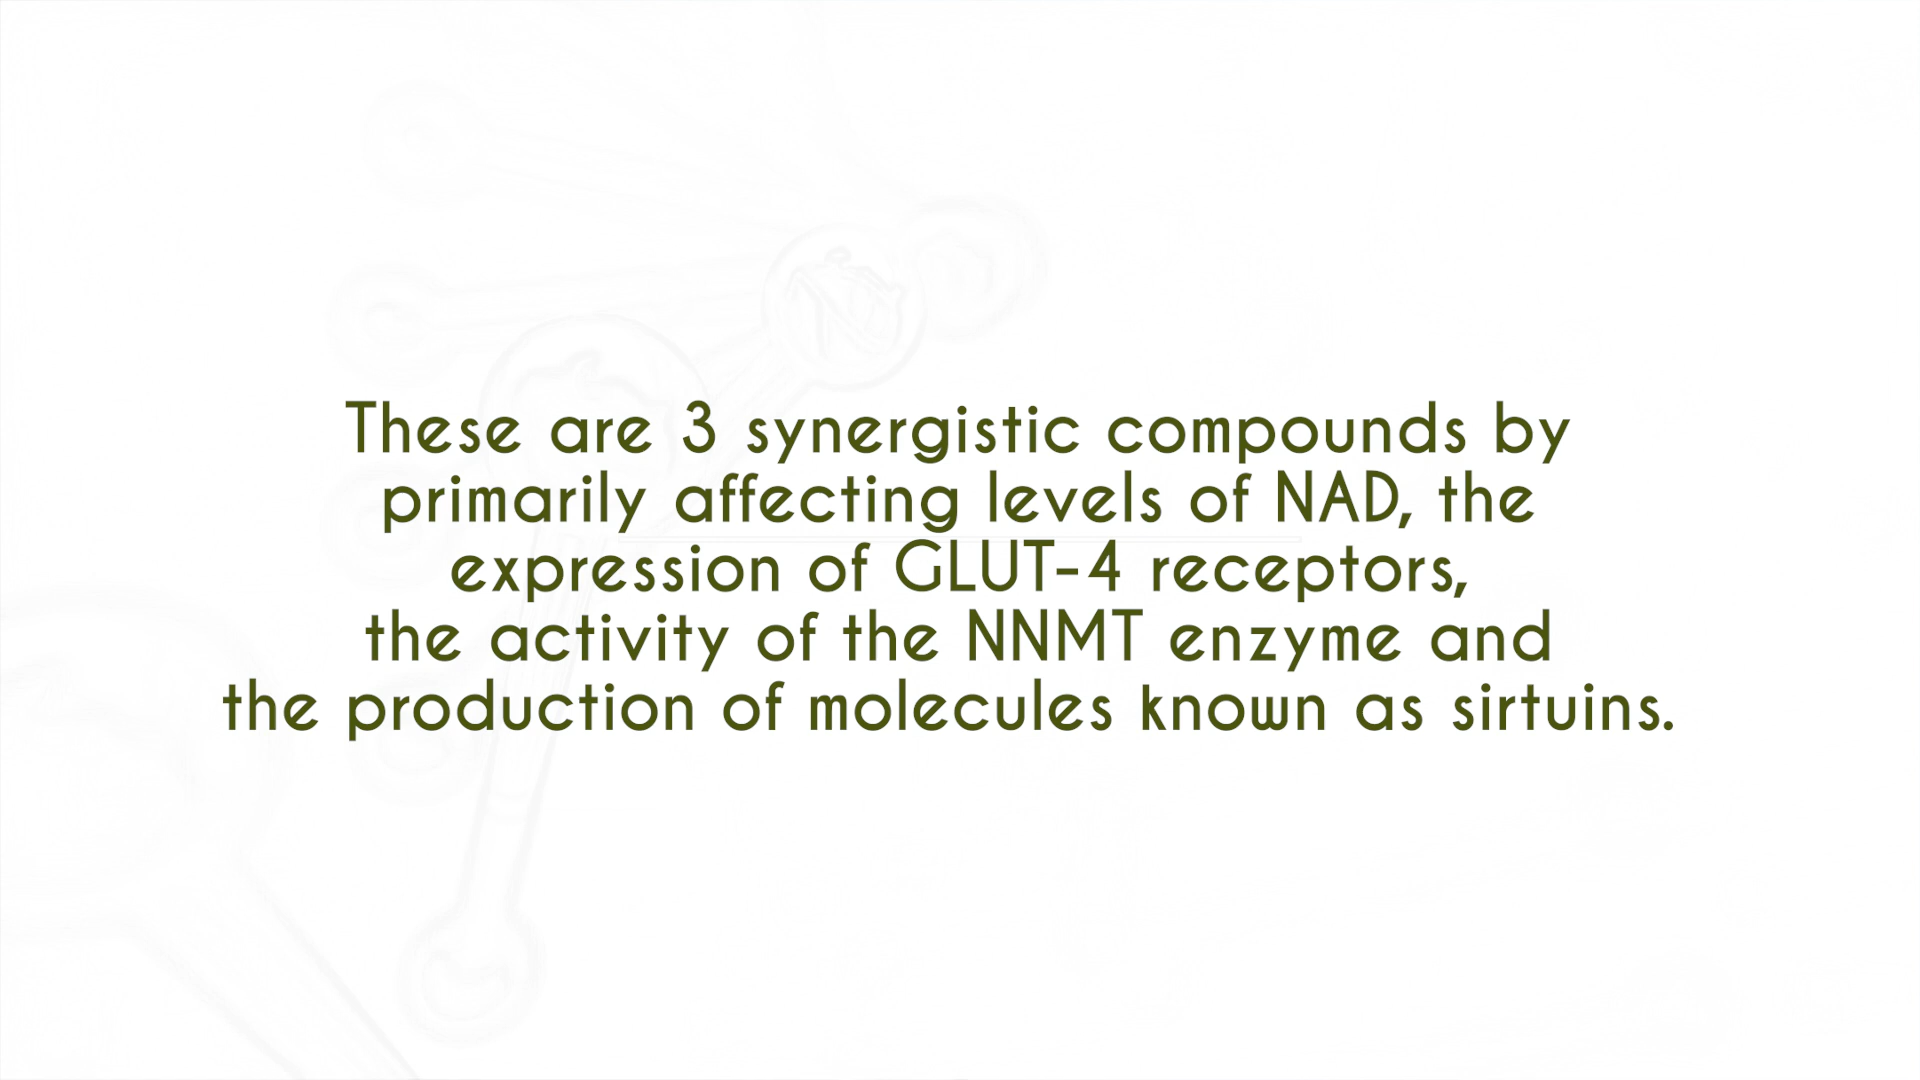 These are 3 synergistic compounds by
primarily affecting levels of NAD, the
expression of GLUT-4 receptors,
the activity of the NNMT enzyme and
the production of molecules known as sirtuins.